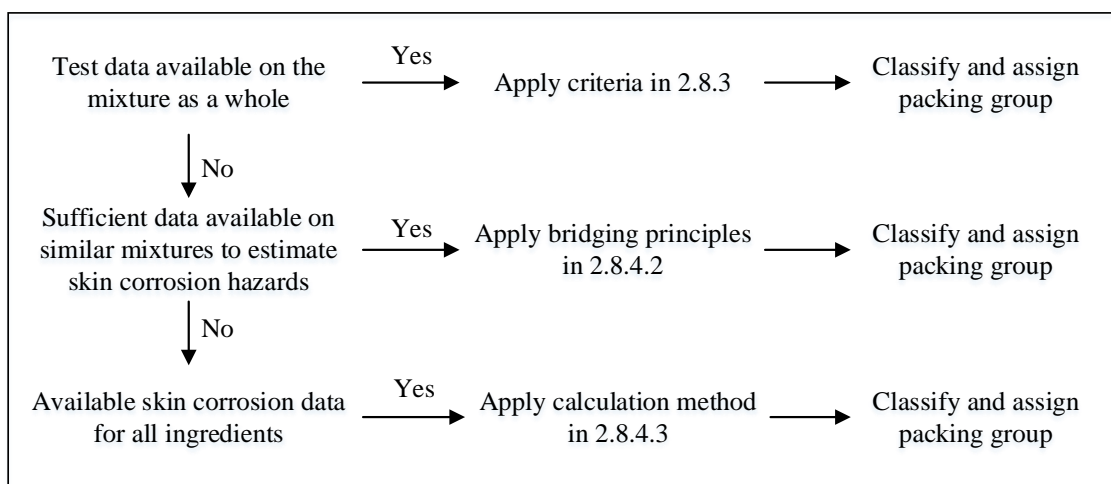 Test data available on the
mixture as a whole
Yes
Apply criteria in 2.8.3
Classify and assign
packing group
No
Sufficient data available on
similar mixtures to estimate
skin corrosion hazards
Yes
Apply bridging principles
in 2.8.4.2
Classify and assign
packing group
No
Available skin corrosion data
for all ingredients
Yes
Apply calculation method
in 2.8.4.3
Classify and assign
packing group